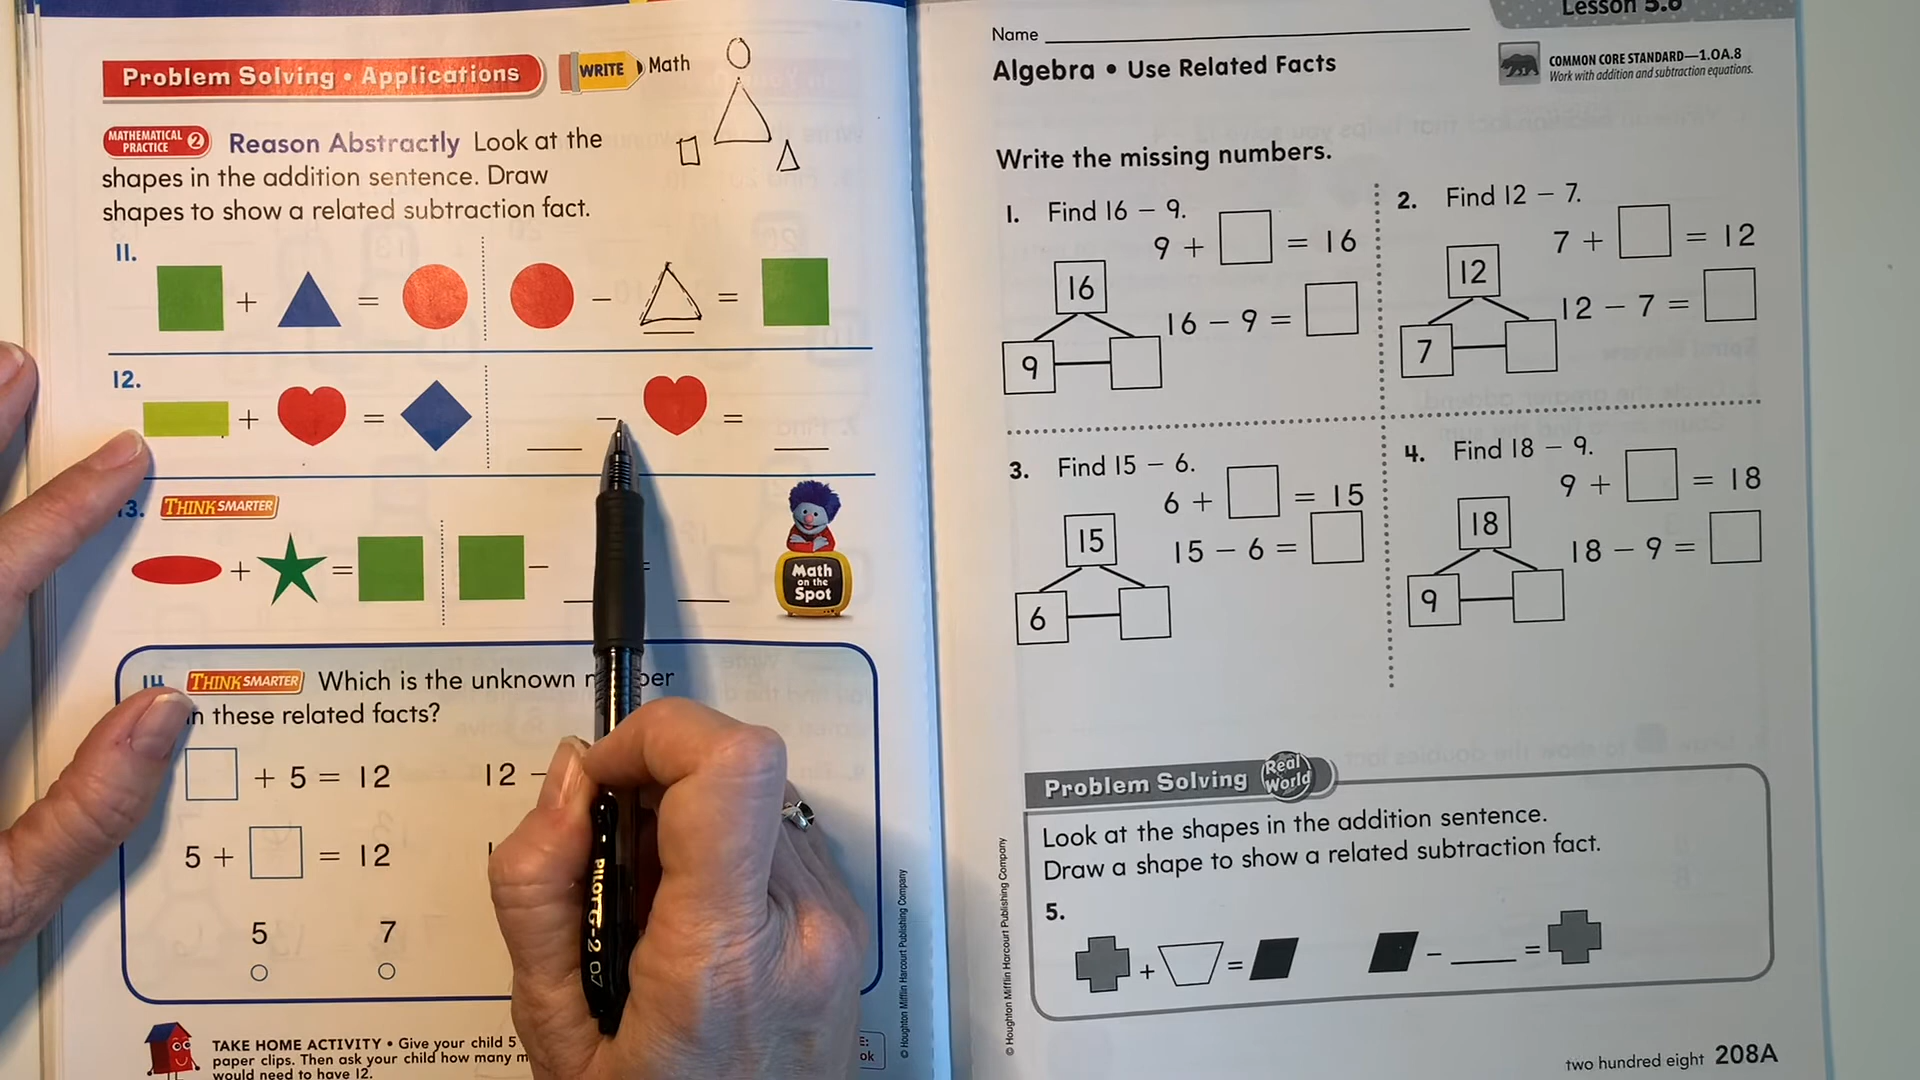 Problem Solving • Applications
WRITE Math
MATHEMATICAL PRACTICE 2 Reason Abstractly Look at the
shapes in the addition sentence. Draw
shapes to show a related subtraction fact.
11.
+ =
− =
12.
+ =
− =
13. THINK SMARTER
+ =
− =
Math
on the
Spot
14. THINK SMARTER Which is the unknown
in these related facts?
+ 5 = 12
12 −
5 + = 12
5 7
TAKE HOME ACTIVITY • Give your child 5
paper clips. Then ask your child how many
would need to have 12.
© Houghton Mifflin Harcourt Publishing Company
Name
Algebra • Use Related Facts
Lesson 5.6
COMMON CORE STANDARD—1.OA.8
Work with addition and subtraction equations.
Write the missing numbers.
1. Find 16 − 9.
9 + = 16
16
16 − 9 =
9
2. Find 12 − 7.
7 + = 12
12
12 − 7 =
7
3. Find 15 − 6.
6 + = 15
15
15 − 6 =
6
4. Find 18 − 9.
9 + = 18
18
18 − 9 =
9
Problem Solving Real World
Look at the shapes in the addition sentence.
Draw a shape to show a related subtraction fact.
5.
+ =
− =
© Houghton Mifflin Harcourt Publishing Company
two hundred eight 208A
PILOT G-2 07